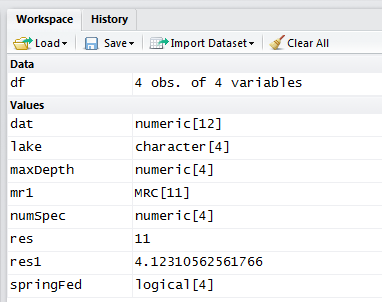 Workspace History
Load Save Import Dataset Clear All
Data
df 4 obs. of 4 variables
Values
dat numeric[12]
lake character[4]
maxDepth numeric[4]
mr1 MRC[11]
numSpec numeric[4]
res 11
res1 4.12310562561766
springFed logical[4]